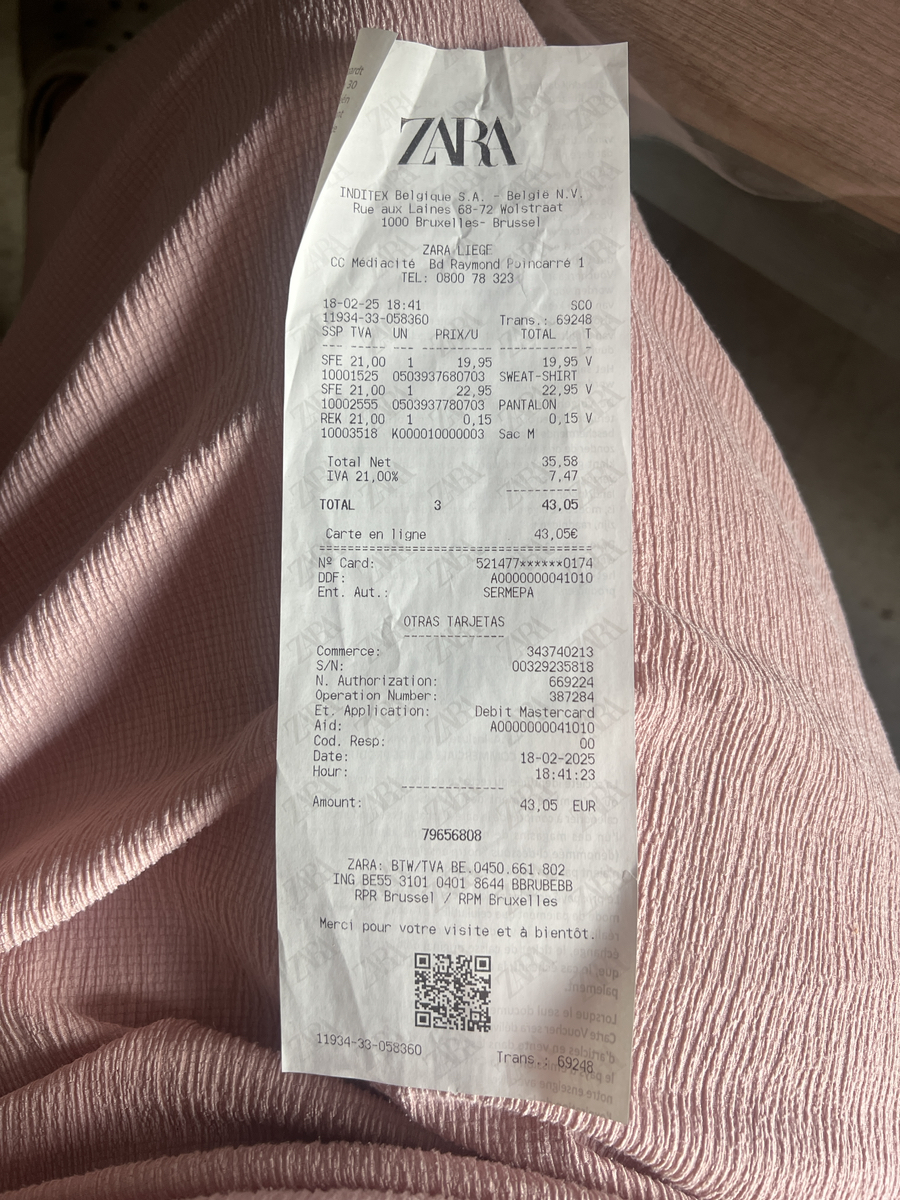 ZARA
INDITEX Belgique S.A. - België N.V.
Rue aux Laines 68-72 Wolstraat
1000 Bruxelles- Brussel
ZARA LIEGE
CC Médiacité Bd Raymond Poincarré 1
TEL: 0800 78 323
18-02-25 18:41 SCO
11934-33-058360 Trans.: 69248
SSP TVA UN PRIX/U TOTAL T
--- ----- --- ---------- --------- -
SFE 21,00 1 19,95 19,95 V
10001525 0503937680703 SWEAT-SHIRT
SFE 21,00 1 22,95 22,95 V
10002555 0503937780703 PANTALON
REK 21,00 1 0,15 0,15 V
10003518 K000010000003 Sac M
Total Net 35,58
IVA 21,00% 7,47
----------
TOTAL 3 43,05
Carte en ligne 43,05€
========================================
Nº Card: 521477******0174
DDF: A0000000041010
Ent. Aut.: SERMEPA
OTRAS TARJETAS
--------------
Commerce: 343740213
S/N: 00329235818
N. Authorization: 669224
Operation Number: 387284
Et. Application: Debit Mastercard
Aid: A0000000041010
Cod. Resp: 00
Date: 18-02-2025
Hour: 18:41:23
--------------
Amount: 43,05 EUR
79656808
ZARA: BTW/TVA BE.0450.661.802
ING BE55 3101 0401 8644 BBRUBEBB
RPR Brussel / RPM Bruxelles
Merci pour votre visite et à bientôt.
11934-33-058360 Trans.: 69248